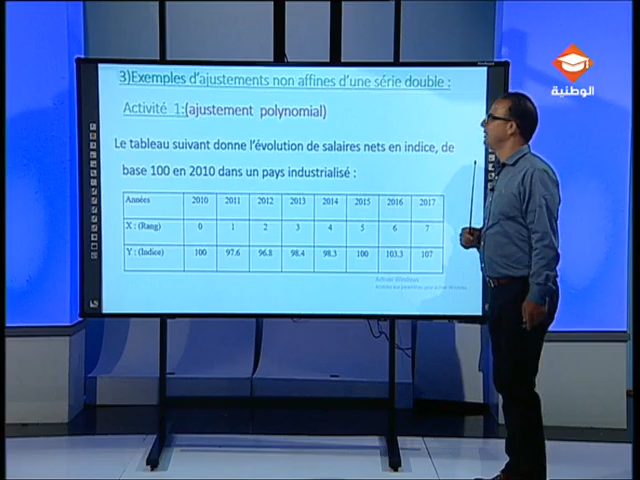 3)Exemples d'ajustements non affines d'une série double :
الوطنية
Activité 1:(ajustement polynomial)
Le tableau suivant donne l'évolution de salaires nets en indice, de
base 100 en 2010 dans un pays industrialisé :
Années 2010 2011 2012 2013 2014 2015 2016 2017
X : (Rang) 0 1 2 3 4 5 6 7
Y : (Indice) 100 97.6 96.8 98.4 98.3 100 103.3 107
Activer Windows